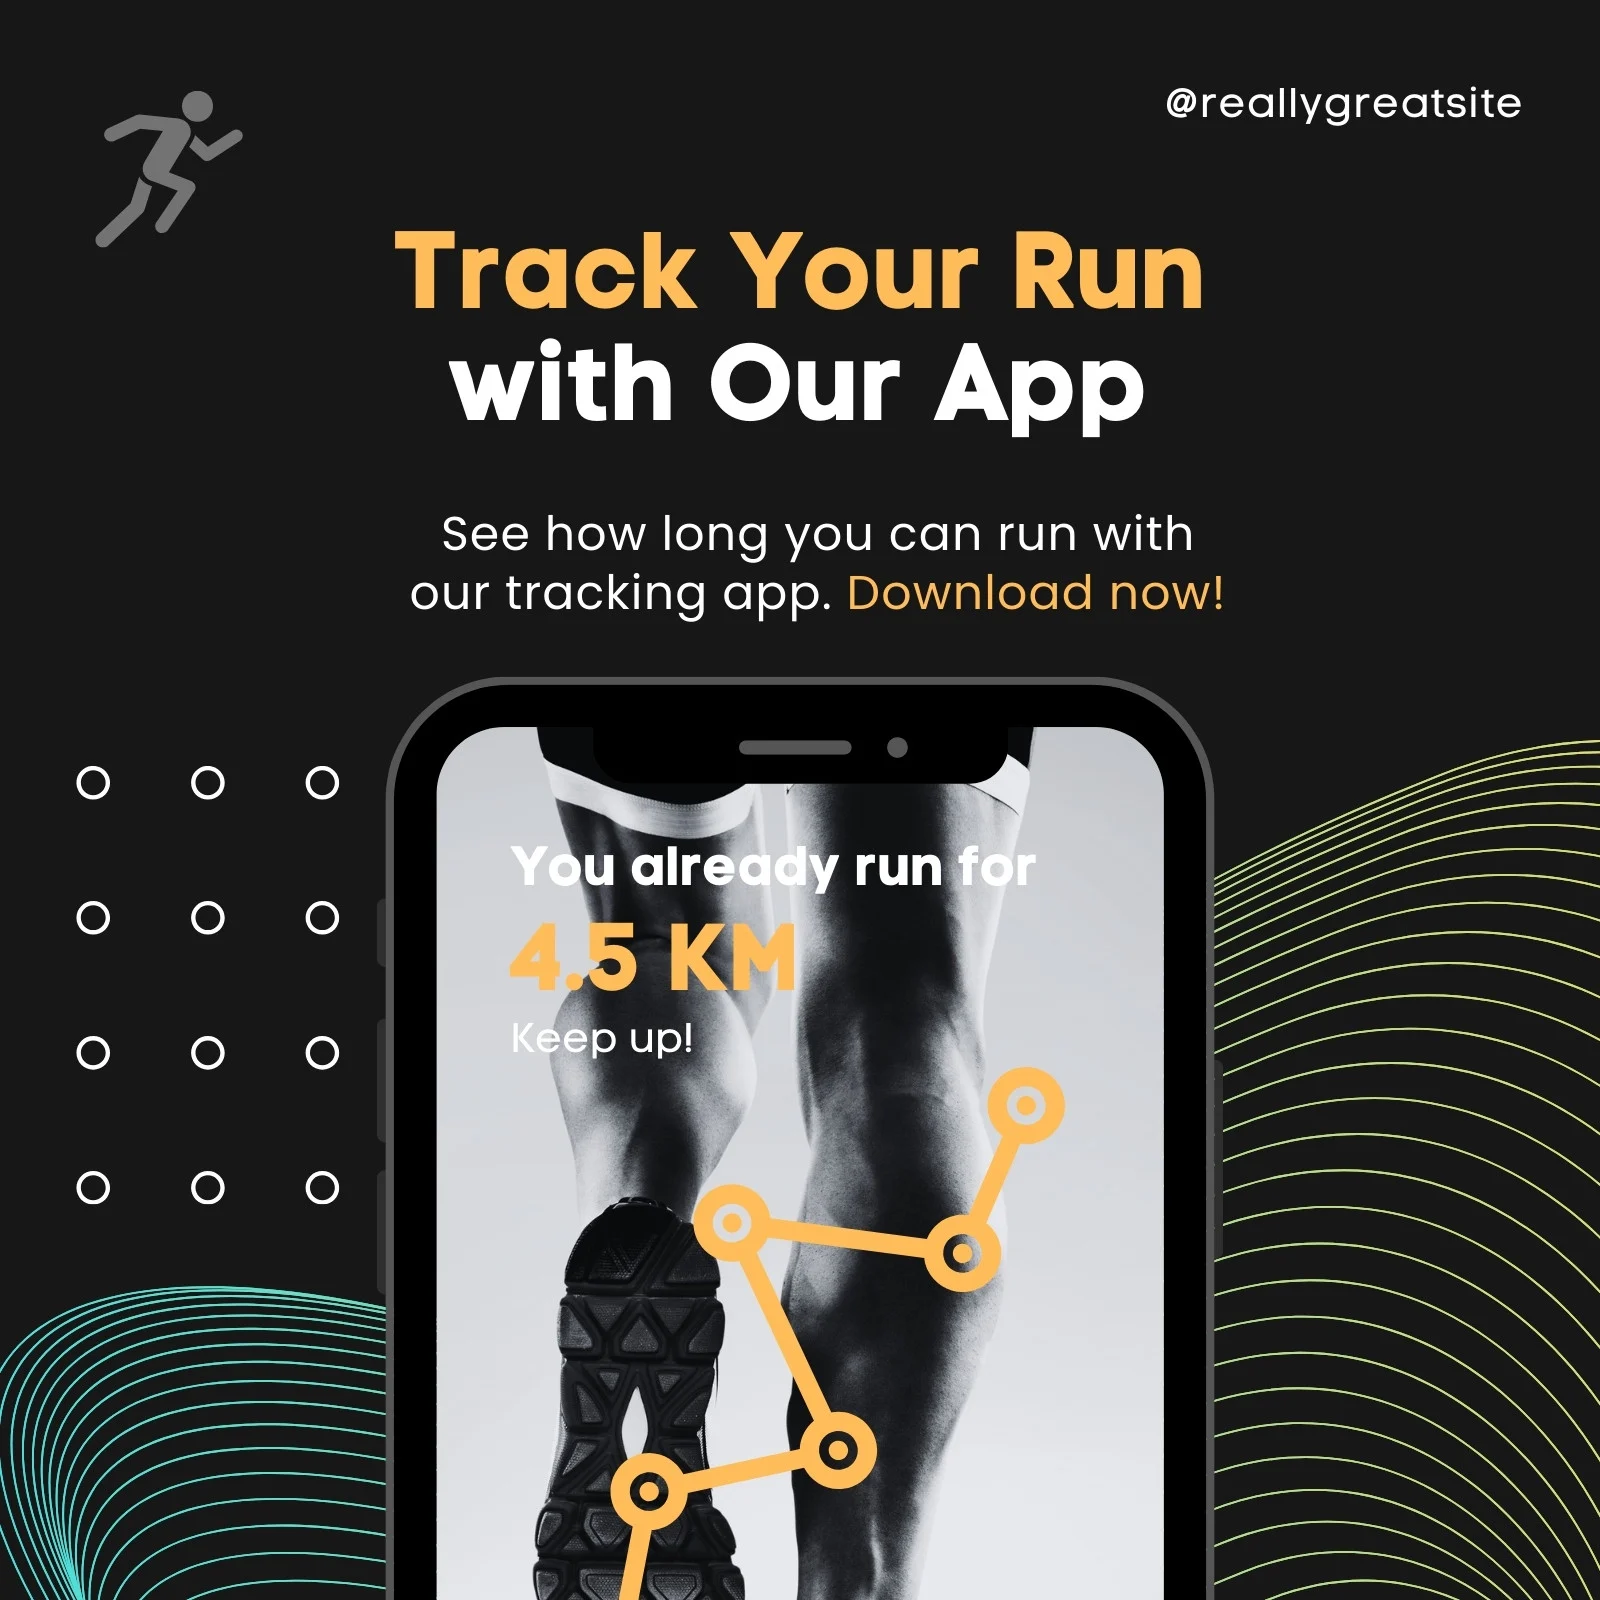 @reallygreatsite
Track Your Run
with Our App
See how long you can run with
our tracking app. Download now!
You already run for
4.5 KM
Keep up!